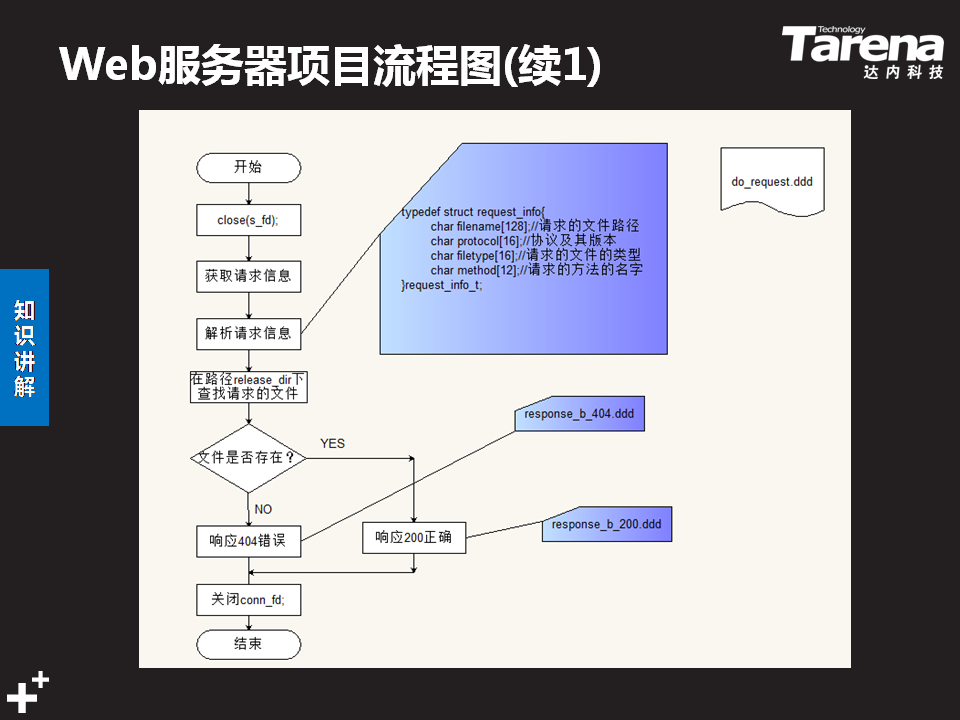 Web服务器项目流程图(续1)
Technology
Tarena
达内科技
知识讲解
开始
close(s_fd);
获取请求信息
解析请求信息
在路径release_dir下
查找请求的文件
文件是否存在？
YES
NO
响应404错误
响应200正确
关闭conn_fd;
结束
typedef struct request_info{
char filename[128];//请求的文件路径
char protocol[16];//协议及其版本
char filetype[16];//请求的文件的类型
char method[12];//请求的方法的名字
}request_info_t;
do_request.ddd
response_b_404.ddd
response_b_200.ddd